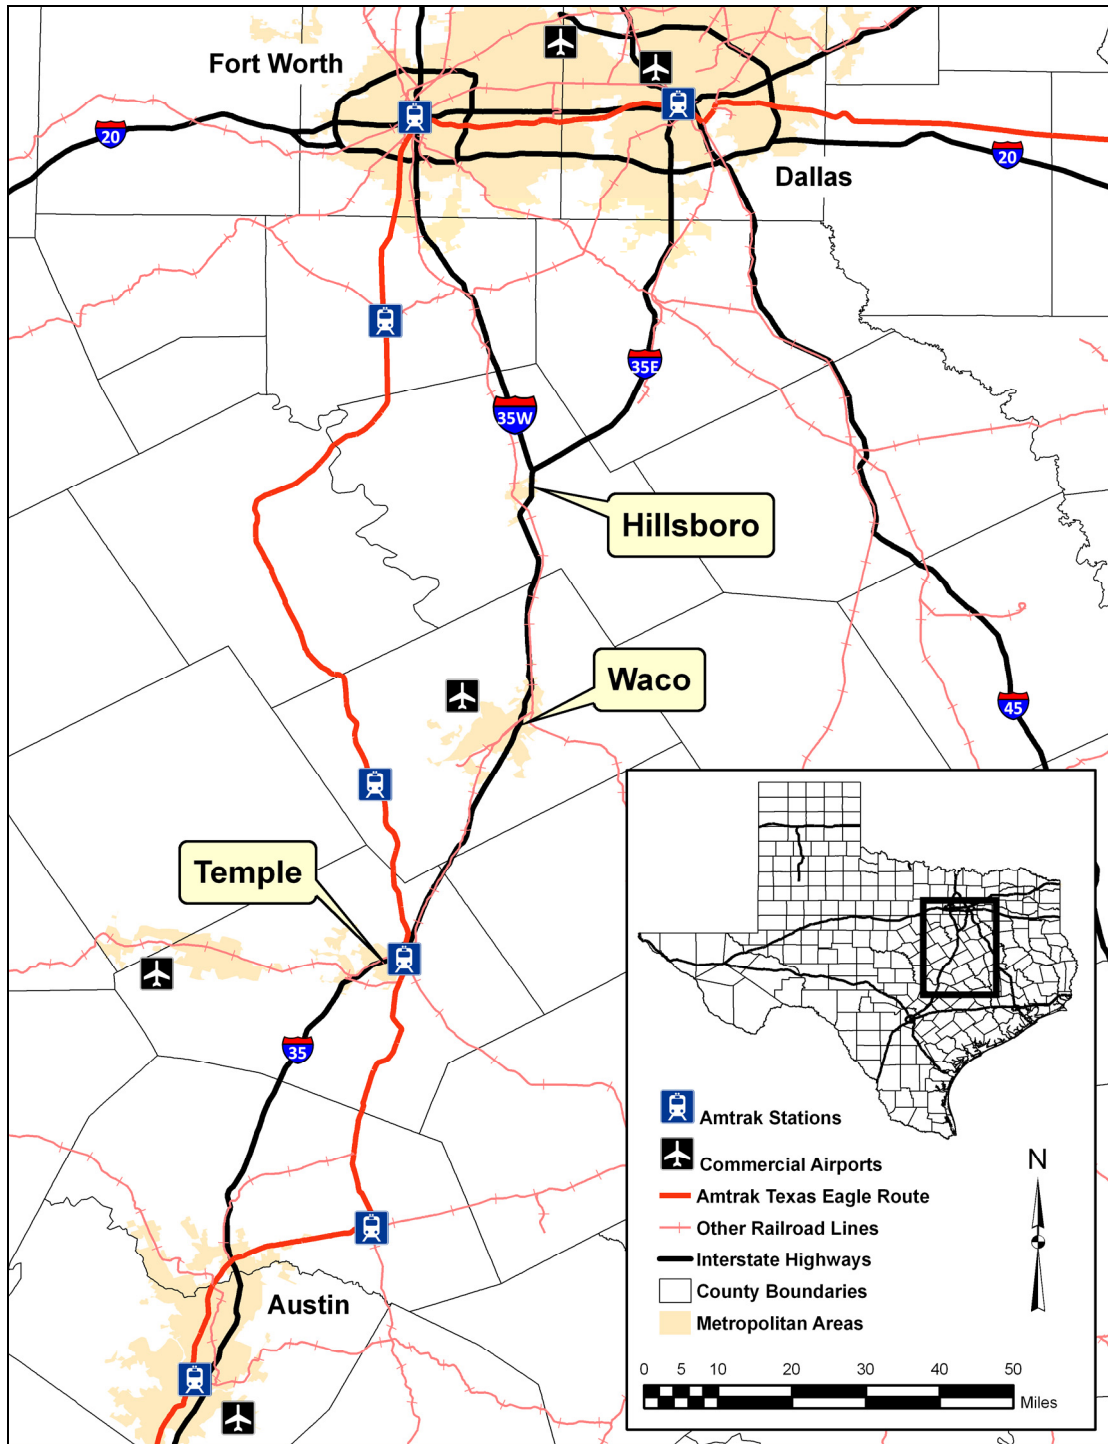 Fort Worth
20
20
Dallas
35E
35W
Hillsboro
Waco
45
Temple
35
Austin
Amtrak Stations
Commercial Airports
Amtrak Texas Eagle Route
Other Railroad Lines
Interstate Highways
County Boundaries
Metropolitan Areas
N
0 5 10 20 30 40 50
Miles